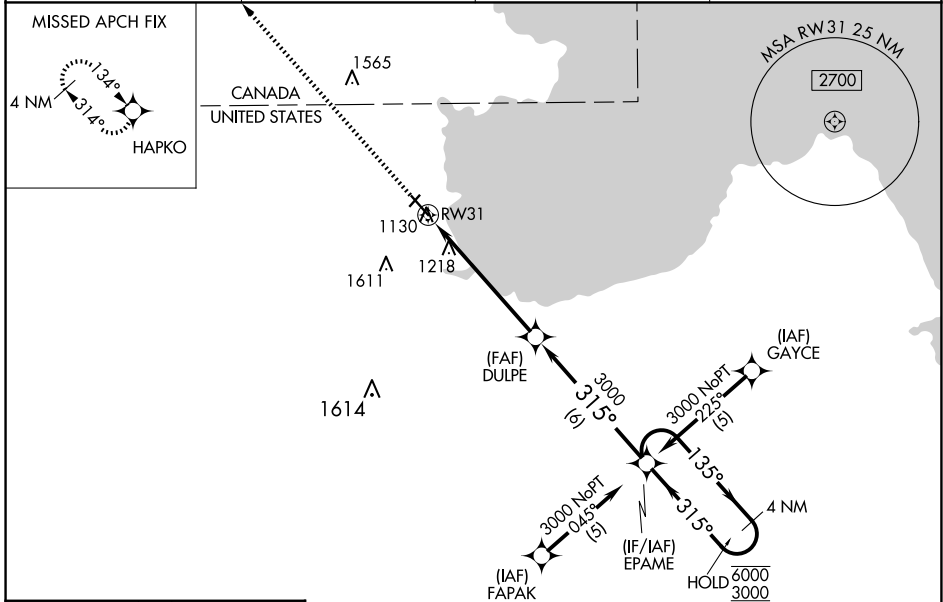 MISSED APCH FIX
134°
4 NM
314°
HAPKO
1565
CANADA
UNITED STATES
MSA RW31 25 NM
2700
RW31
1130
1218
1611
(FAF)
DULPE
(IAF)
GAYCE
1614
3000
315°
(6)
3000 NoPT
225°
(5)
135°
4 NM
315°
3000 NoPT
045°
(5)
(IF/IAF)
EPAME
(IAF)
FAPAK
HOLD
6000
3000